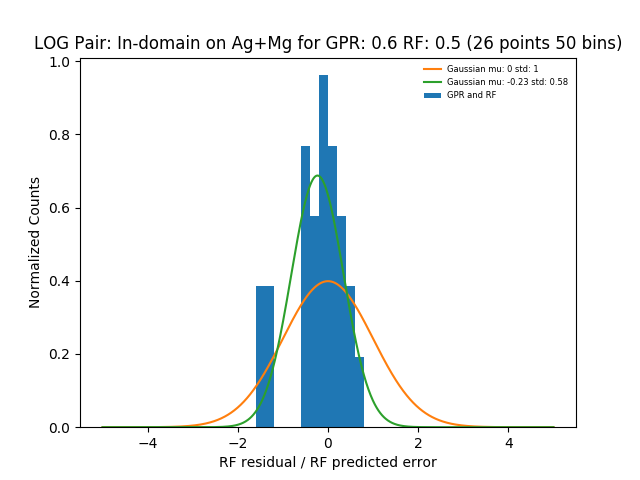 LOG Pair: In-domain on Ag+Mg for GPR: 0.6 RF: 0.5 (26 points 50 bins)
Gaussian mu: 0 std: 1
Gaussian mu: -0.23 std: 0.58
GPR and RF
Normalized Counts
1.0
0.8
0.6
0.4
0.2
0.0
−4 −2 0 2 4
RF residual / RF predicted error